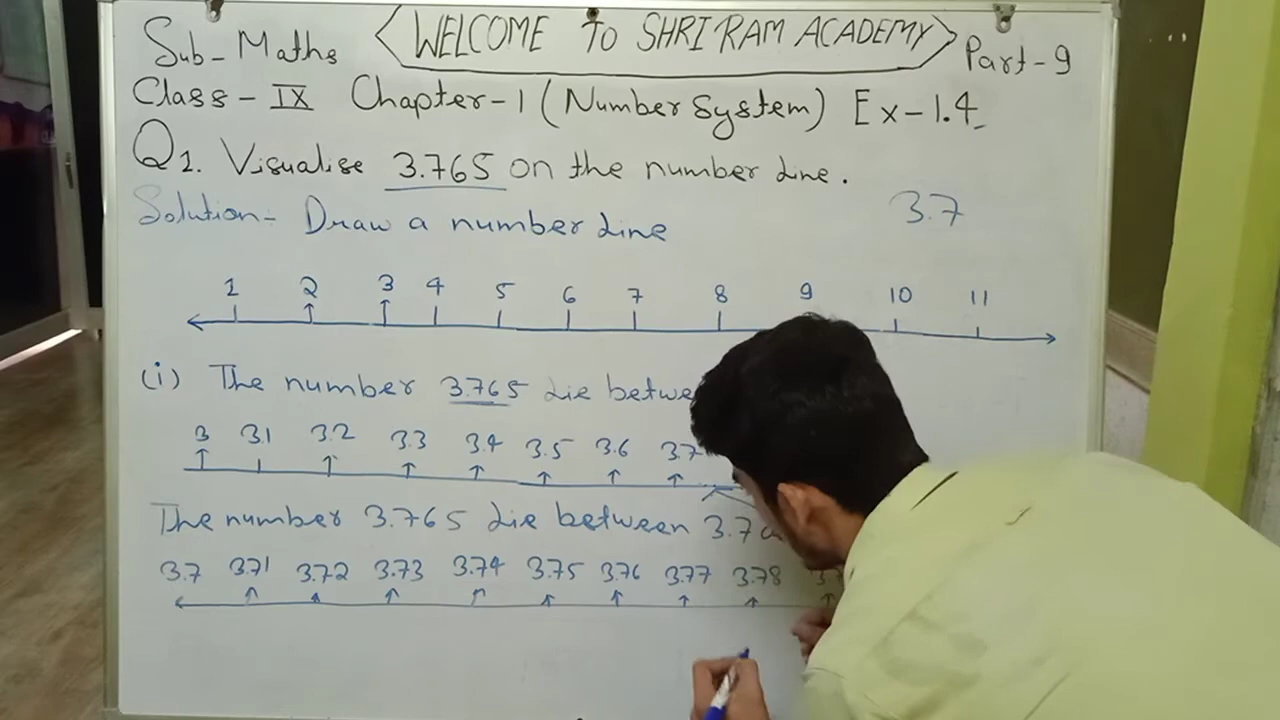 Sub-Maths <WELCOME TO SHRI RAM ACADEMY> Part-9
Class-IX Chapter-1 (Number System) Ex-1.4
Q1. Visualise 3.765 on the number line.
Solution- Draw a number line 3.7
1 2 3 4 5 6 7 8 9 10 11
(i) The number 3.765 lie
3 3.1 3.2 3.3 3.4 3.5 3.6 3.7
The number 3.765 lie between 3.7
3.7 3.71 3.72 3.73 3.74 3.75 3.76 3.77 3.78